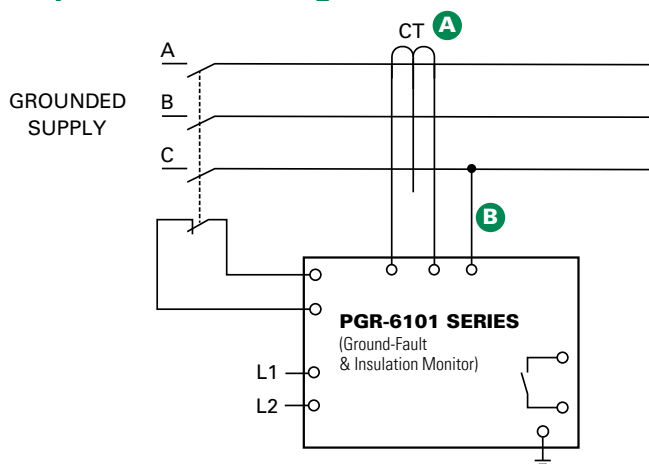 CT A
A
GROUNDED
SUPPLY
B
C
B
PGR-6101 SERIES
(Ground-Fault
& Insulation Monitor)
L1
L2